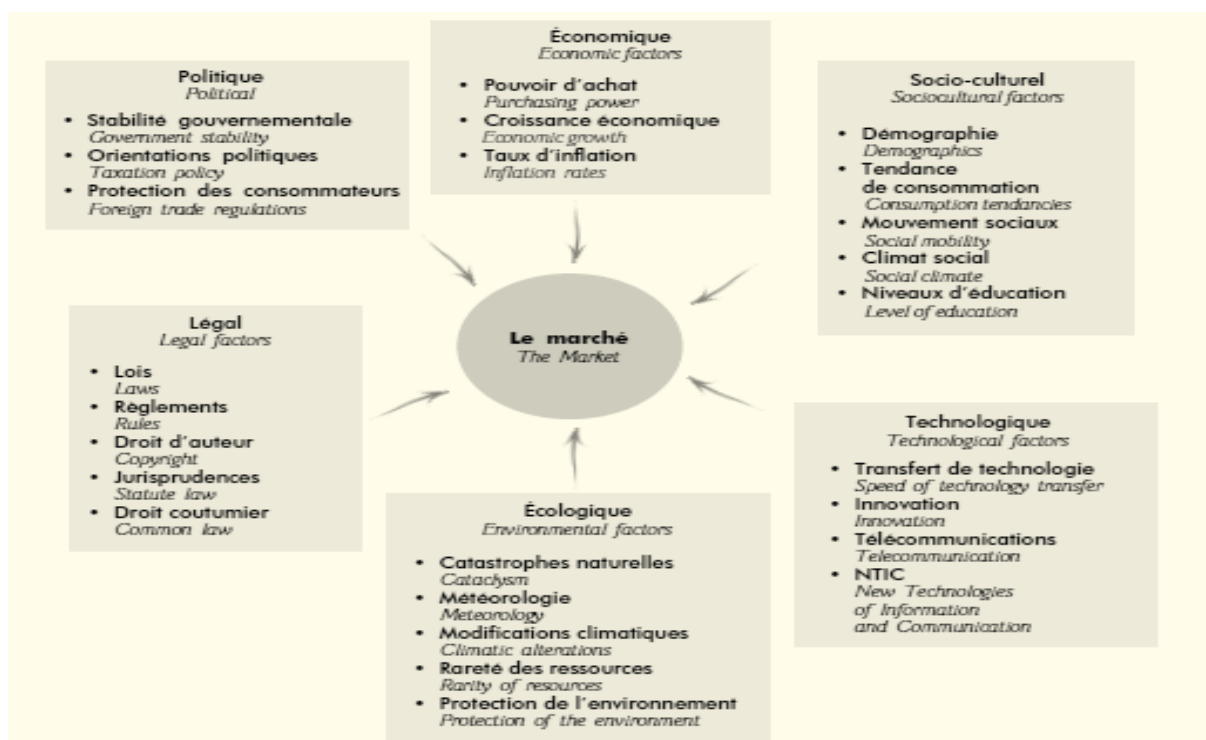 Économique
Economic factors
• Pouvoir d'achat
Purchasing power
• Croissance économique
Economic growth
• Taux d'inflation
Inflation rates
Politique
Political
• Stabilité gouvernementale
Government stability
• Orientations politiques
Taxation policy
• Protection des consommateurs
Foreign trade regulations
Socio-culturel
Sociocultural factors
• Démographie
Demographics
• Tendance
de consommation
Consumption tendancies
• Mouvement sociaux
Social mobility
• Climat social
Social climate
• Niveaux d'éducation
Level of education
Le marché
The Market
Légal
Legal factors
• Lois
Laws
• Règlements
Rules
• Droit d'auteur
Copyright
• Jurisprudences
Statute law
• Droit coutumier
Common law
Technologique
Technological factors
• Transfert de technologie
Speed of technology transfer
• Innovation
Innovation
• Télécommunications
Telecommunication
• NTIC
New Technologies
of Information
and Communication
Écologique
Environmental factors
• Catastrophes naturelles
Cataclysm
• Météorologie
Meteorology
• Modifications climatiques
Climatic alterations
• Rareté des ressources
Rarity of resources
• Protection de l'environnement
Protection of the environment